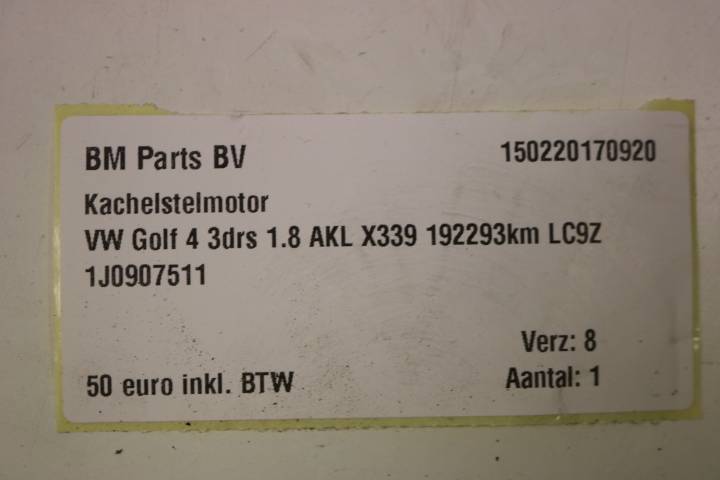 BM Parts BV 150220170920
Kachelstelmotor
VW Golf 4 3drs 1.8 AKL X339 192293km LC9Z
1J0907511
Verz: 8
50 euro inkl. BTW Aantal: 1